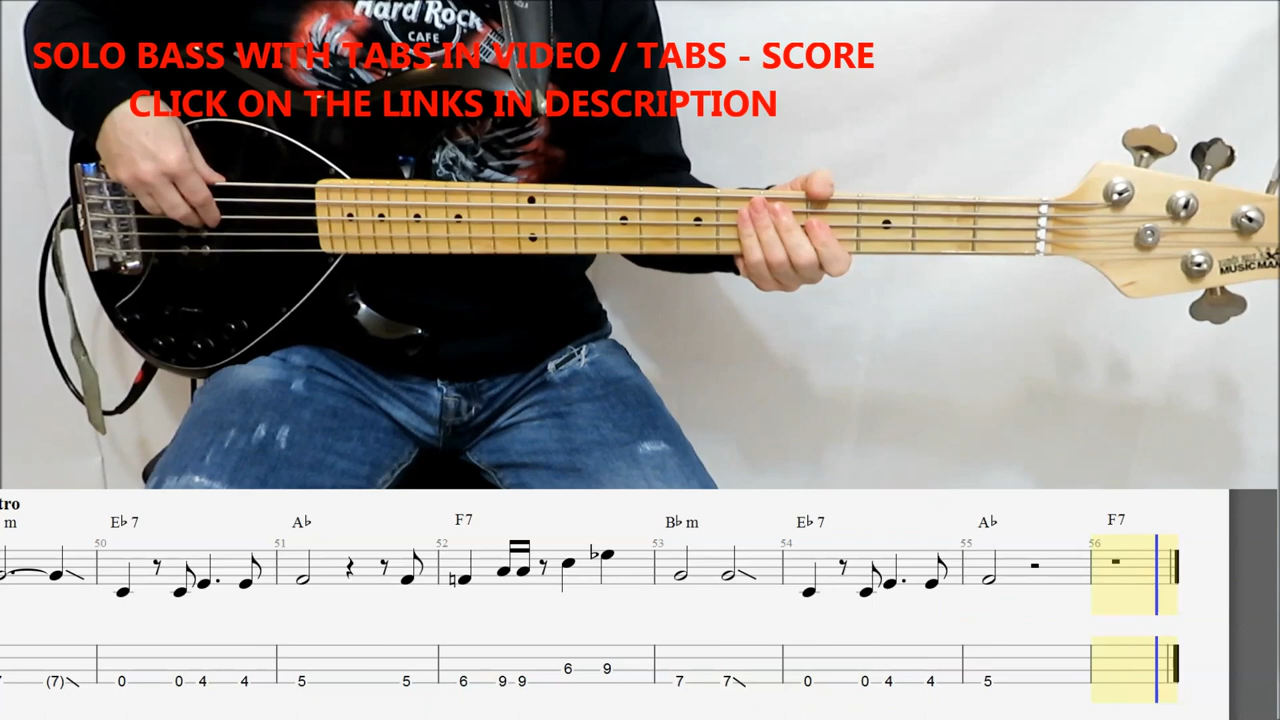 Hard Rock
CAFE
SOLO BASS WITH TABS IN VIDEO / TABS - SCORE
CLICK ON THE LINKS IN DESCRIPTION
MUSIC MAN
tro
m E♭7 A♭ F7 B♭m E♭7 A♭ F7
50 51 52 53 54 55 56
6 9
(7) 0 0 4 4 5 5 6 9 9 7 7 0 0 4 4 5